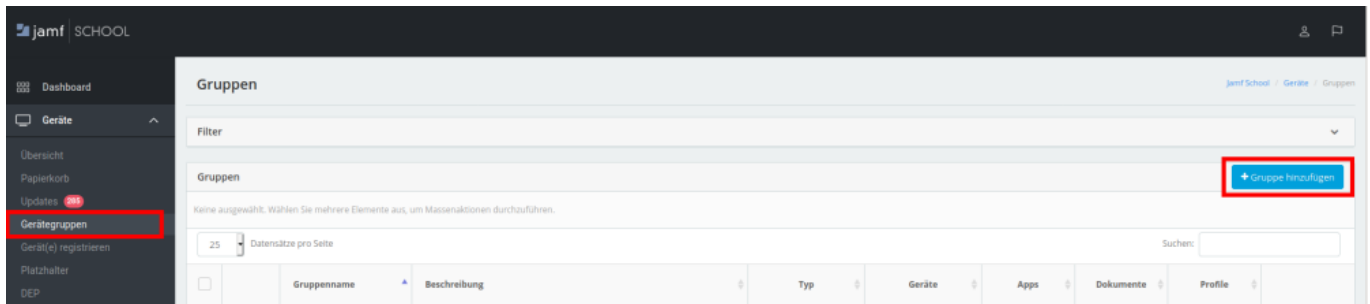 jamf SCHOOL
Dashboard
Geräte
Übersicht
Papierkorb
Updates 285
Gerätegruppen
Gerät(e) registrieren
Platzhalter
DEP
Gruppen
Jamf School / Geräte / Gruppen
Filter
Gruppen
+ Gruppe hinzufügen
Keine ausgewählt. Wählen Sie mehrere Elemente aus, um Massenaktionen durchzuführen.
25 Datensätze pro Seite
Suchen:
Gruppenname Beschreibung Typ Geräte Apps Dokumente Profile